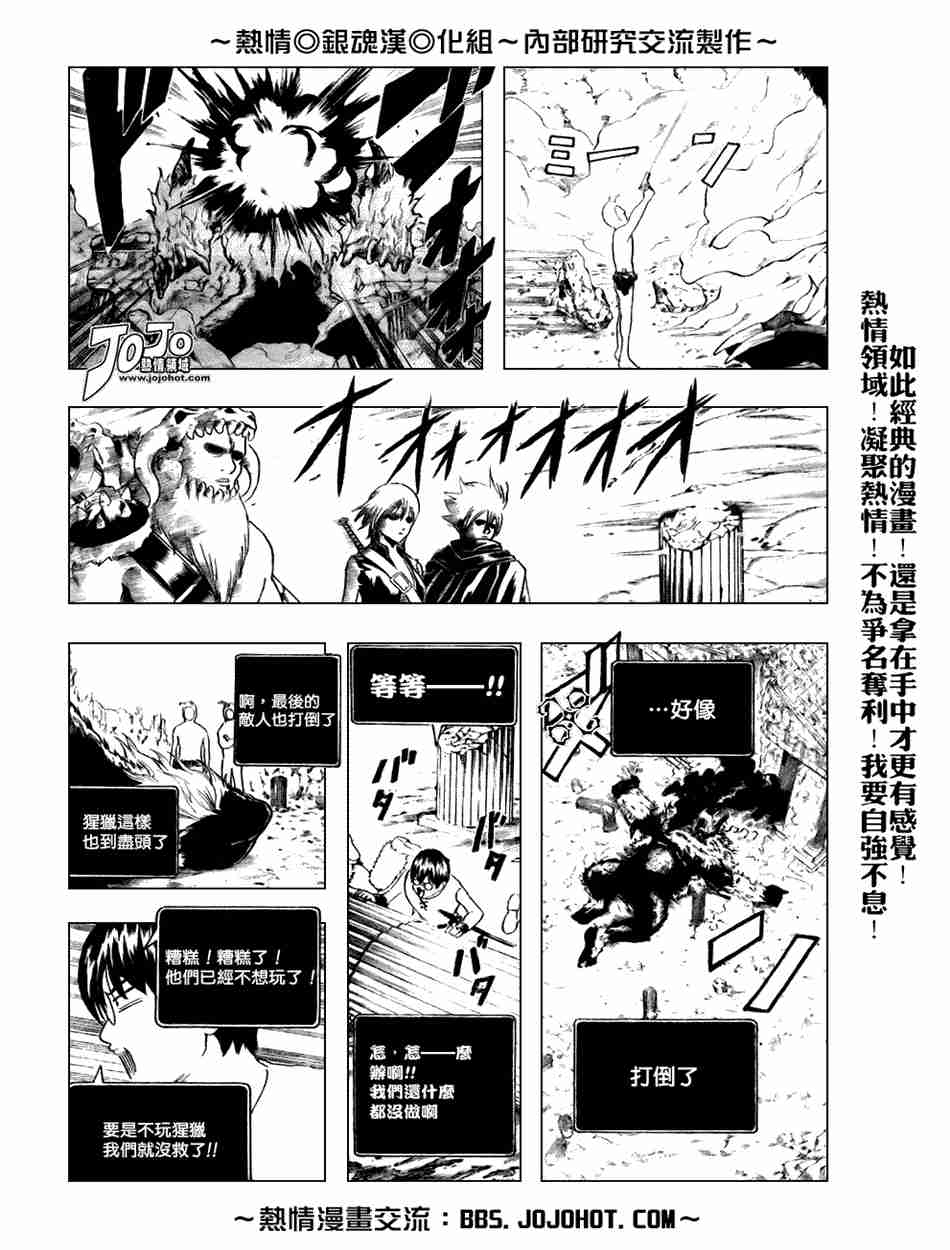 ～熱情◎銀魂漢◎化組～內部研究交流製作～
ミーン
JOJO
熱情領域
www.jojohot.com
オオオオオオ
…好像
打倒了
等等——!!
バタバタ
怎，怎——麼
辦啊!!
我們還什麼
都沒做啊
啊，最後的
敵人也打倒了
猩獵這樣
也到盡頭了
糟糕！糟糕了！
他們已經不想玩了！
要是不玩猩獵
我們就沒救了!!
如此經典的漫畫！還是拿在手中才更有感覺！
熱情領域！凝聚熱情！不為爭名奪利！我要自強不息！
～熱情漫畫交流：BBS.JOJOHOT.COM～